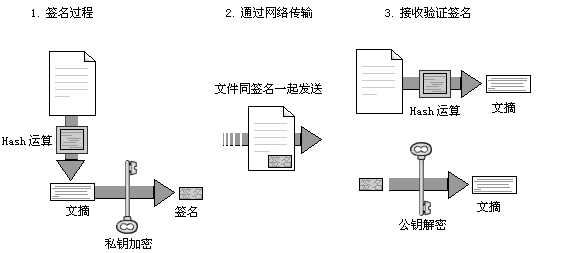 1. 签名过程
2. 通过网络传输
3. 接收验证签名
Hash 运算
文摘
私钥加密
签名
文件同签名一起发送
Hash 运算
文摘
公钥解密
文摘